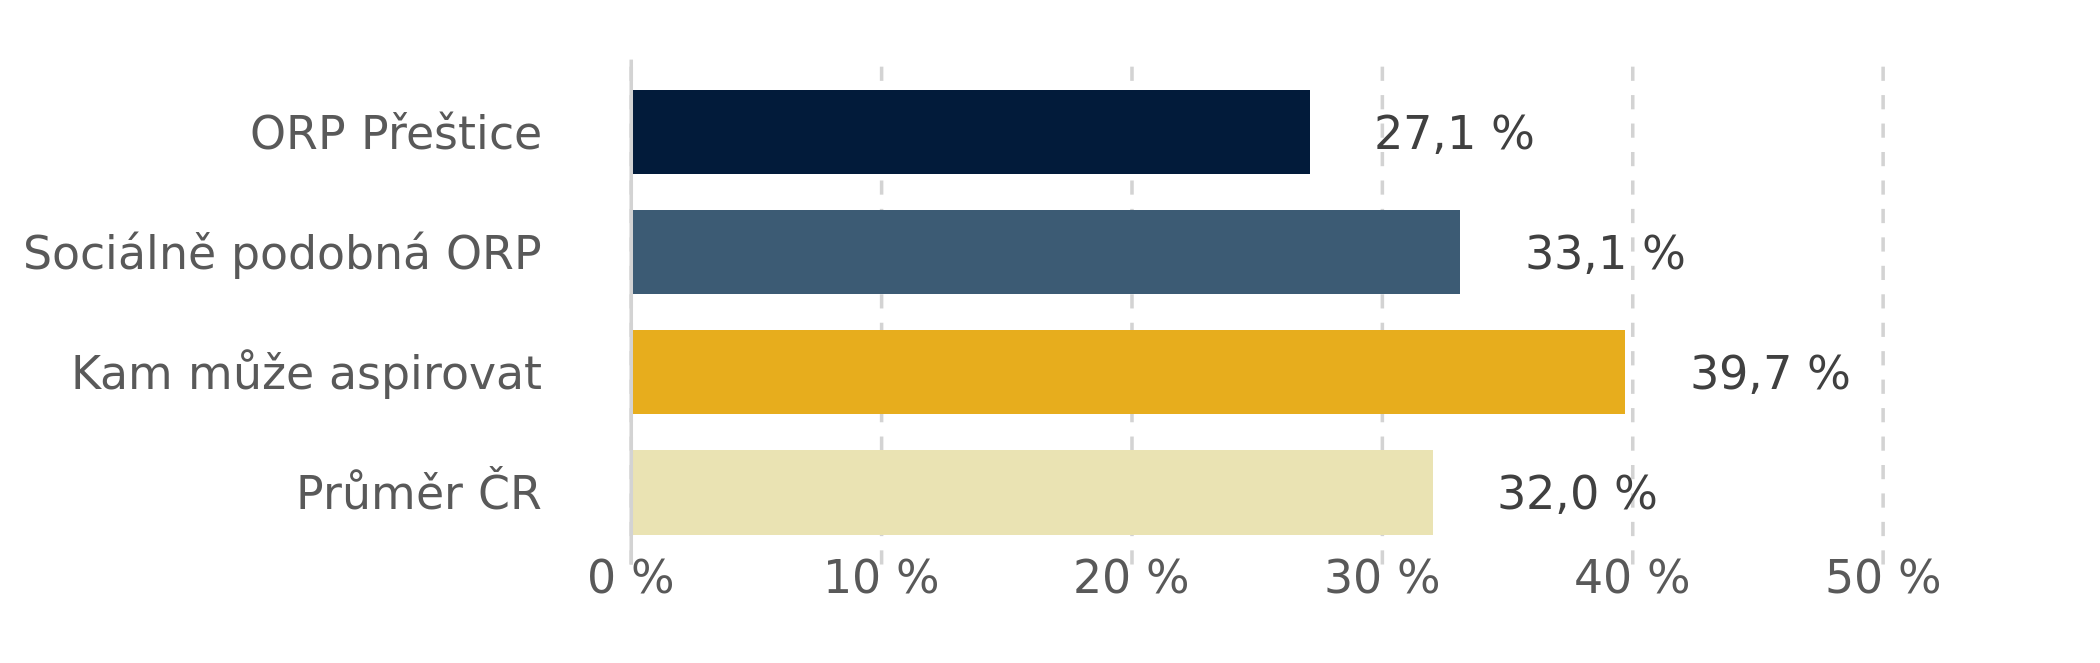 ORP Přeštice 27,1 %
Sociálně podobná ORP 33,1 %
Kam může aspirovat 39,7 %
Průměr ČR 32,0 %
0 % 10 % 20 % 30 % 40 % 50 %